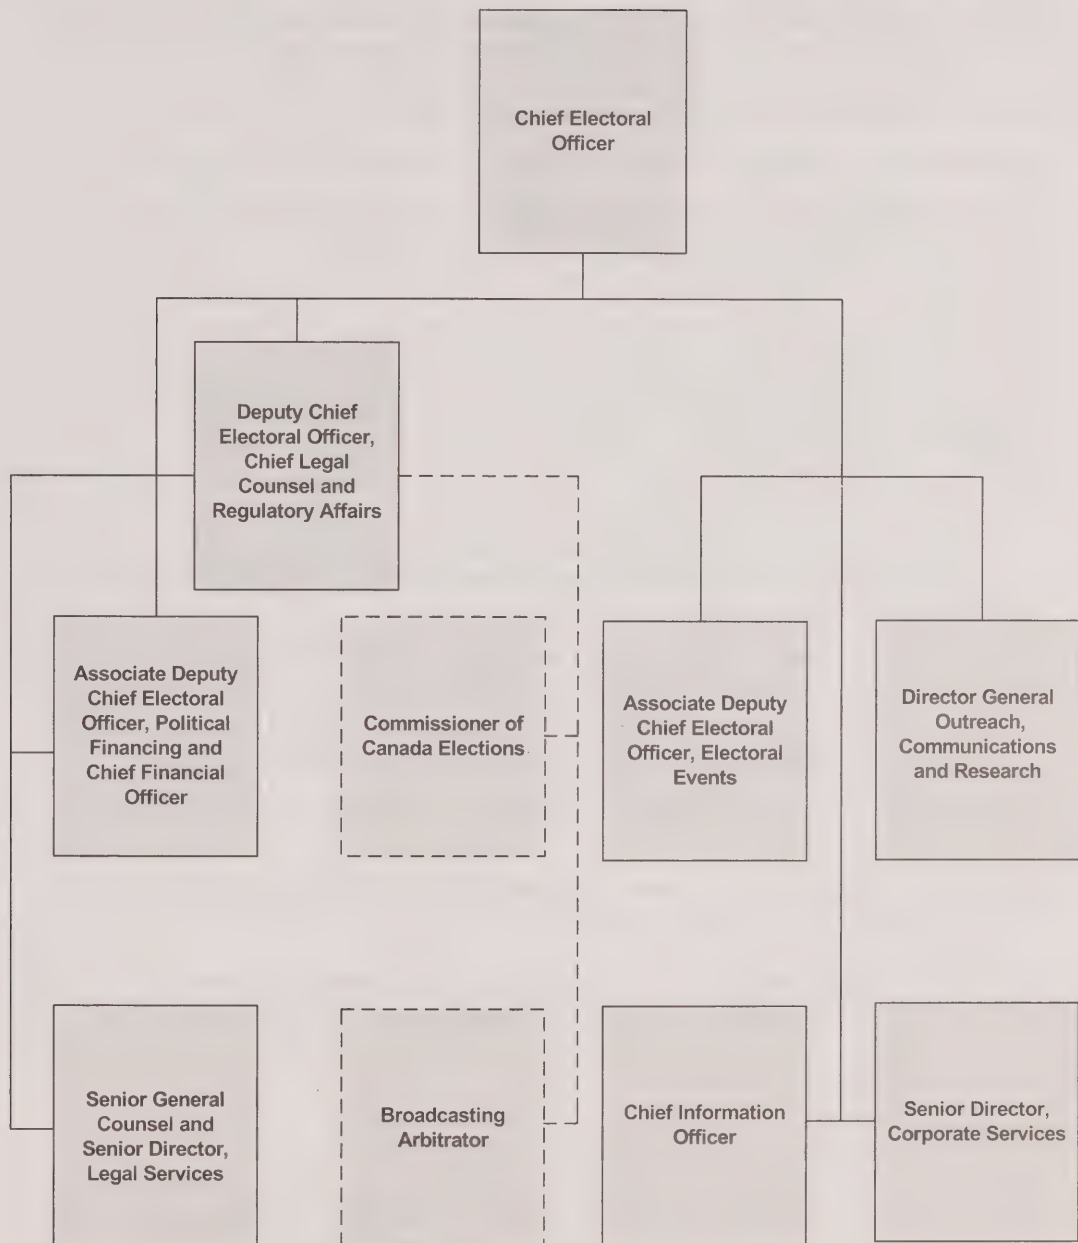 Chief Electoral
Officer
Deputy Chief
Electoral Officer,
Chief Legal
Counsel and
Regulatory Affairs
Associate Deputy
Chief Electoral
Officer, Political
Financing and
Chief Financial
Officer
Commissioner of
Canada Elections
Associate Deputy
Chief Electoral
Officer, Electoral
Events
Director General
Outreach,
Communications
and Research
Senior General
Counsel and
Senior Director,
Legal Services
Broadcasting
Arbitrator
Chief Information
Officer
Senior Director,
Corporate Services